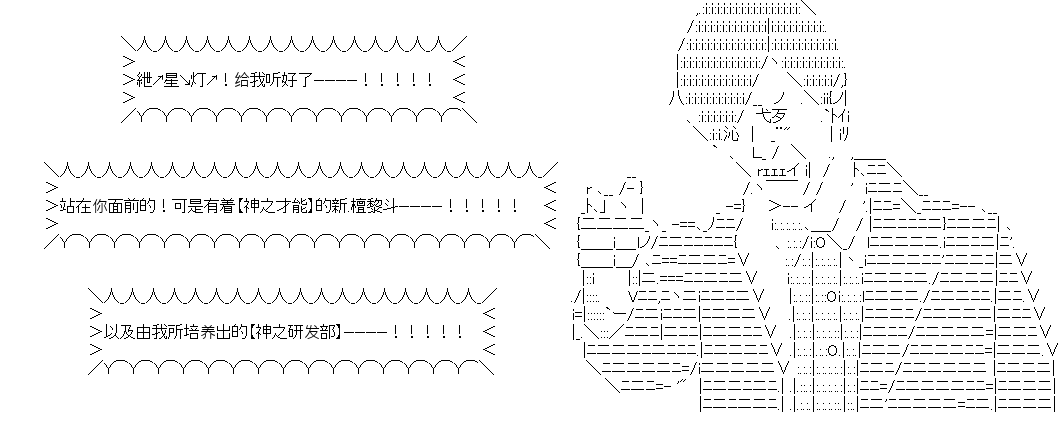 紲↗星↘灯↗！给我听好了————！！！！！
站在你面前的！可是有着【神之才能】的新.檀黎斗————！！！！！
以及由我所培养出的【神之研发部】————！！！！！